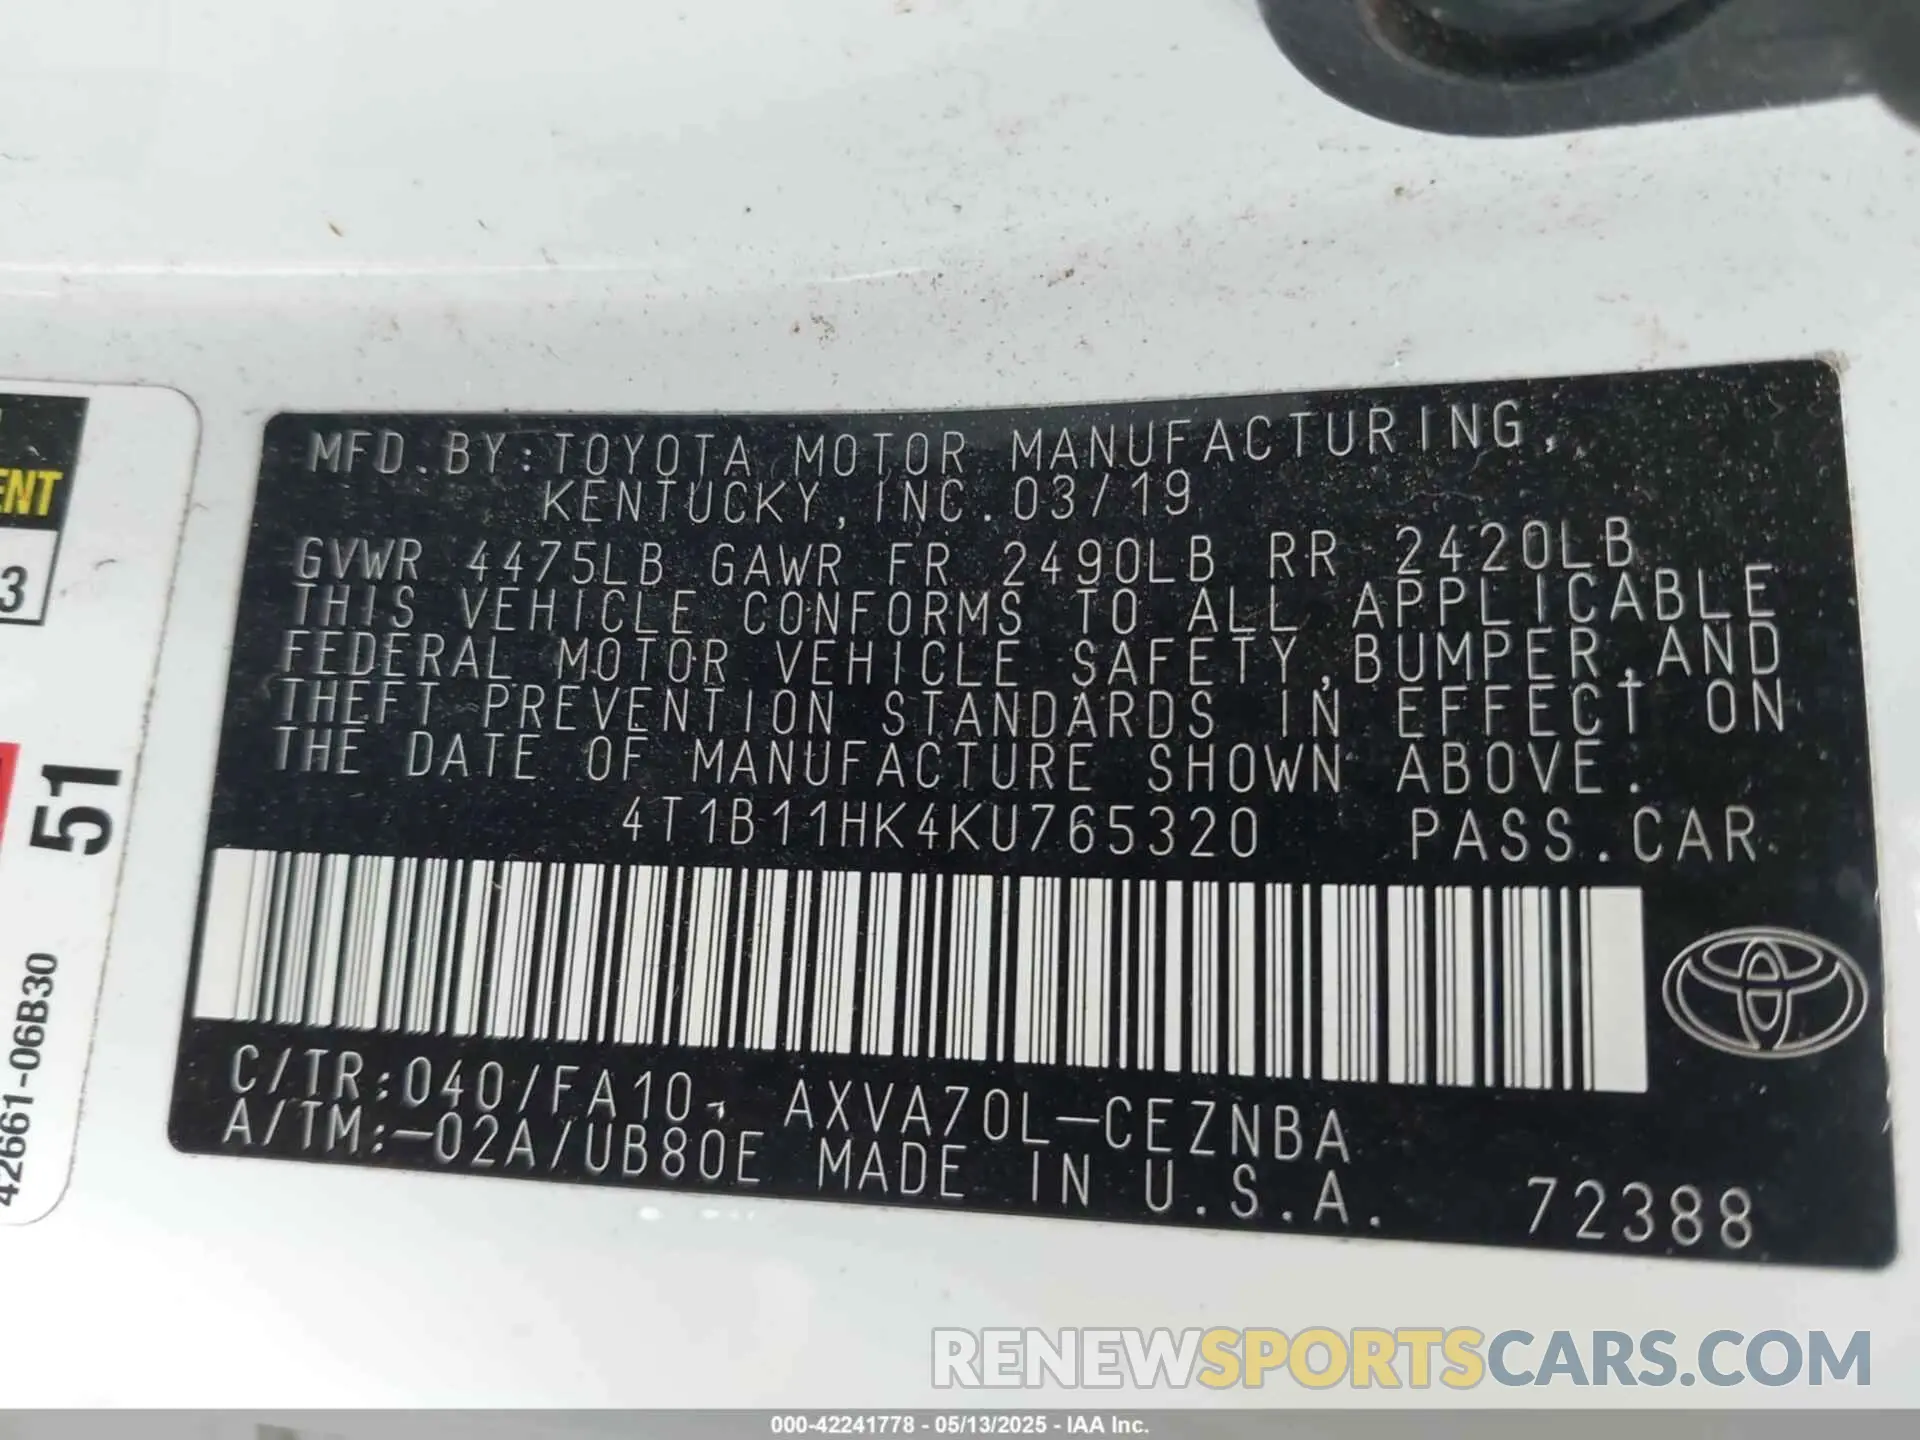 MFD.BY:TOYOTA MOTOR MANUFACTURING,
KENTUCKY, INC. 03/19
GVWR 4475LB GAWR FR 2490LB RR 2420LB
THIS VEHICLE CONFORMS TO ALL APPLICABLE
FEDERAL MOTOR VEHICLE SAFETY,BUMPER,AND
THEFT PREVENTION STANDARDS IN EFFECT ON
THE DATE OF MANUFACTURE SHOWN ABOVE.
4T1B11HK4KU765320 PASS.CAR
C/TR:040/FA10, AXVA70L-CEZNBA
A/TM:-02A/UB80E MADE IN U.S.A. 72388
3
51
42661-06B30
RENEWSPORTSCARS.COM
000-42241778 - 05/13/2025 - IAA Inc.